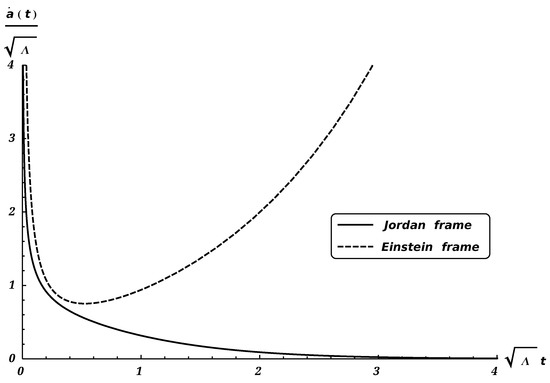 ȧ (t)
√Λ
4
3
2
1
0
Jordan frame
Einstein frame
0 1 2 3 4 √Λ t